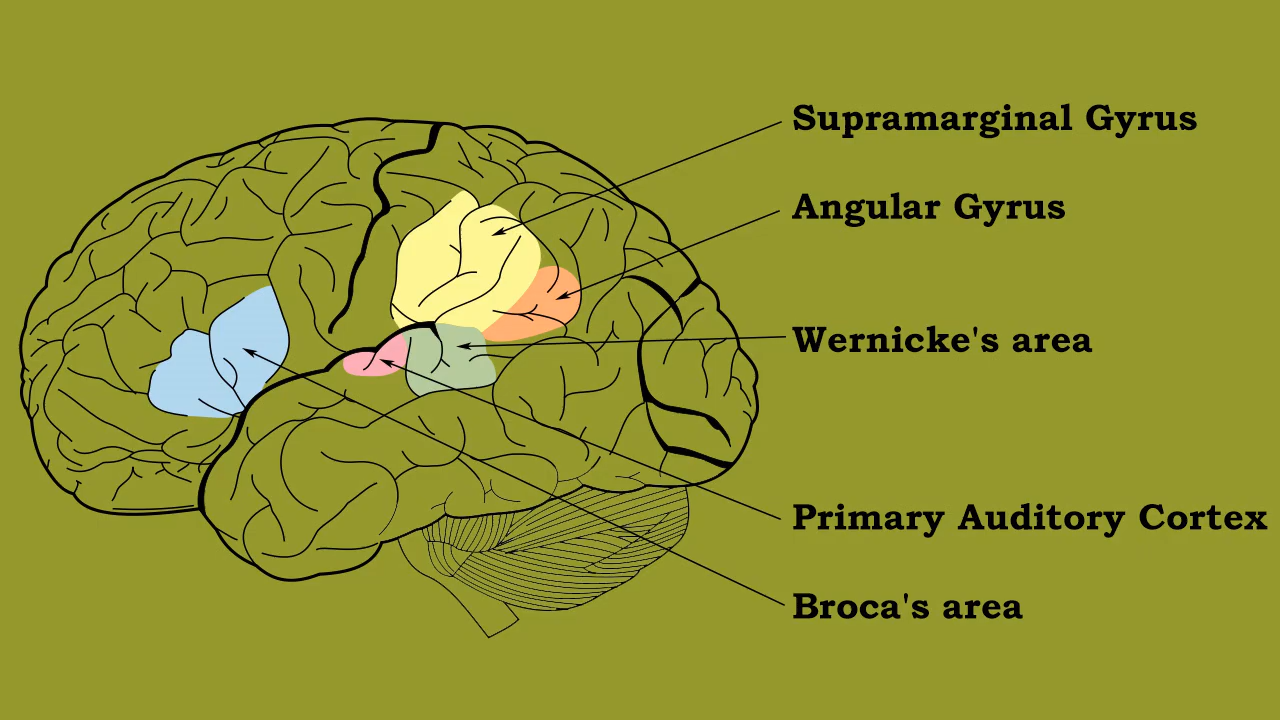 Supramarginal Gyrus
Angular Gyrus
Wernicke's area
Primary Auditory Cortex
Broca's area